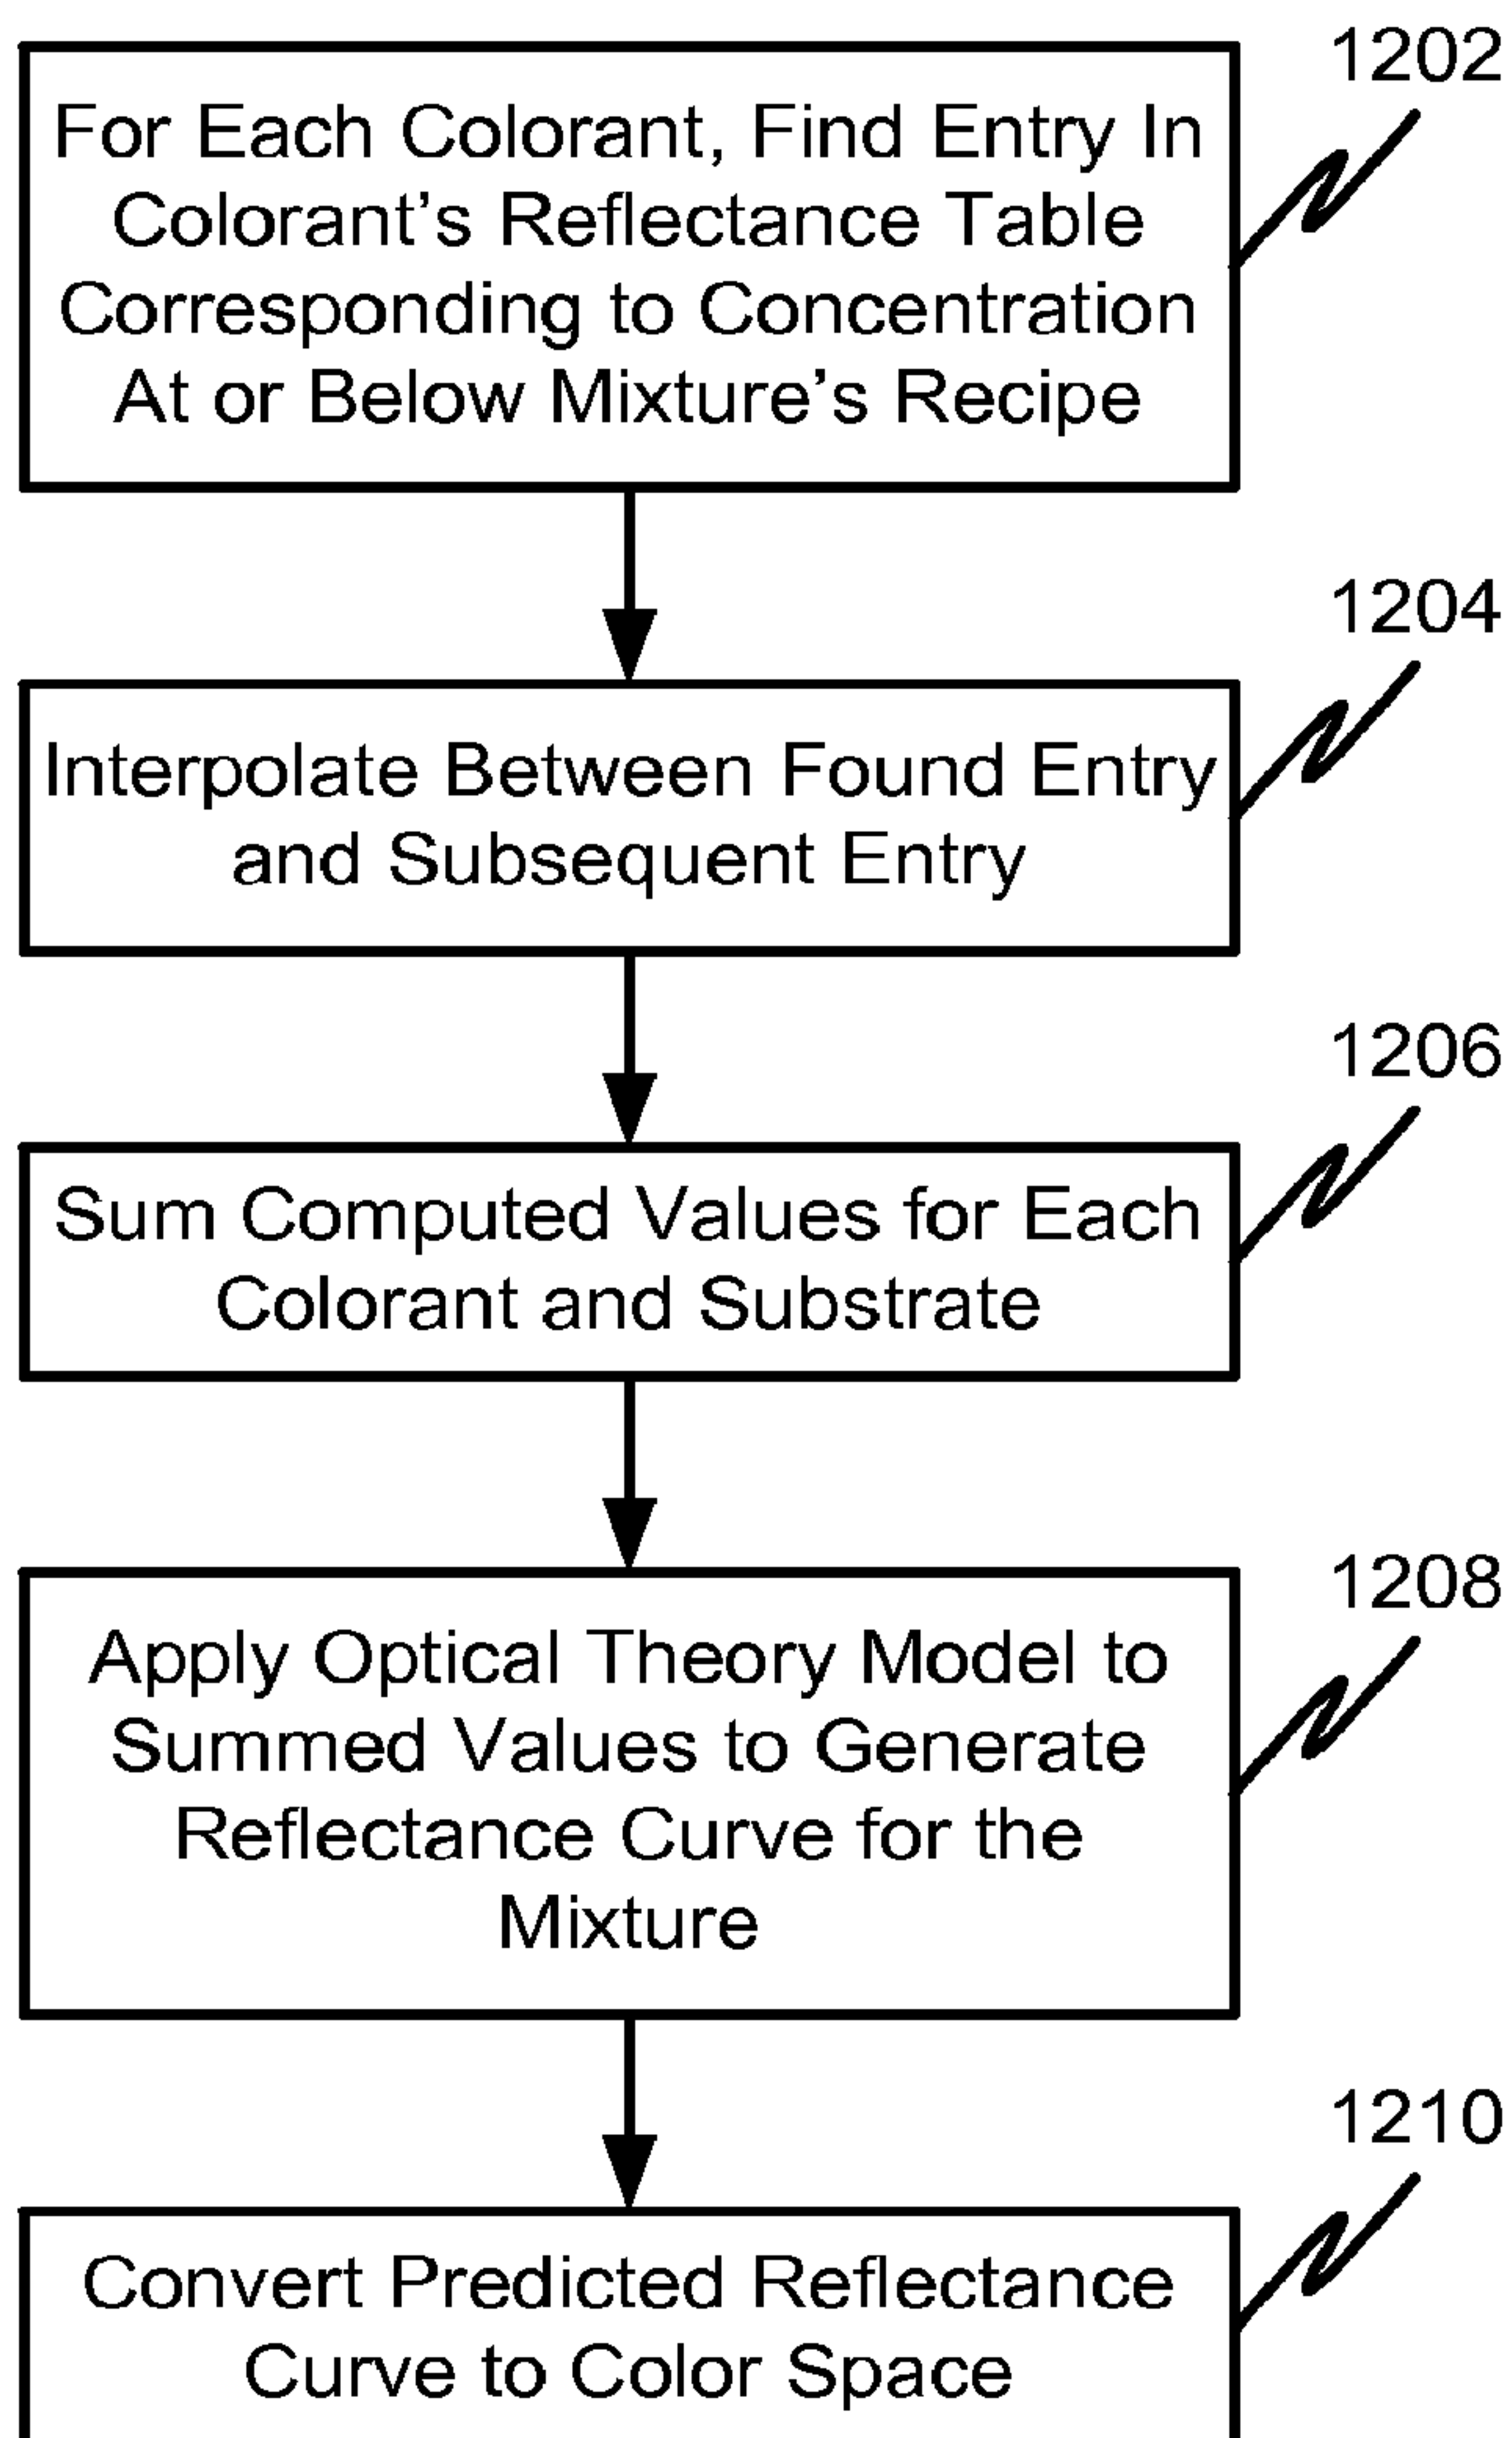 1202
For Each Colorant, Find Entry In
Colorant's Reflectance Table
Corresponding to Concentration
At or Below Mixture's Recipe
1204
Interpolate Between Found Entry
and Subsequent Entry
1206
Sum Computed Values for Each
Colorant and Substrate
1208
Apply Optical Theory Model to
Summed Values to Generate
Reflectance Curve for the
Mixture
1210
Convert Predicted Reflectance
Curve to Color Space